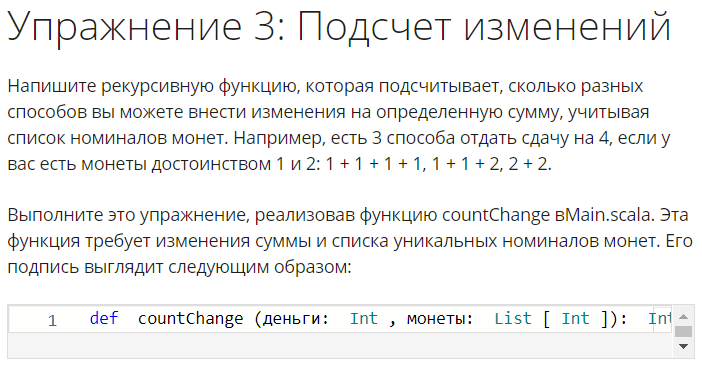 Упражнение 3: Подсчет изменений
Напишите рекурсивную функцию, которая подсчитывает, сколько разных
способов вы можете внести изменения на определенную сумму, учитывая
список номиналов монет. Например, есть 3 способа отдать сдачу на 4, если у
вас есть монеты достоинством 1 и 2: 1 + 1 + 1 + 1, 1 + 1 + 2, 2 + 2.
Выполните это упражнение, реализовав функцию countChange вMain.scala. Эта
функция требует изменения суммы и списка уникальных номиналов монет. Его
подпись выглядит следующим образом:
1 def countChange (деньги: Int , монеты: List [ Int ]): Int